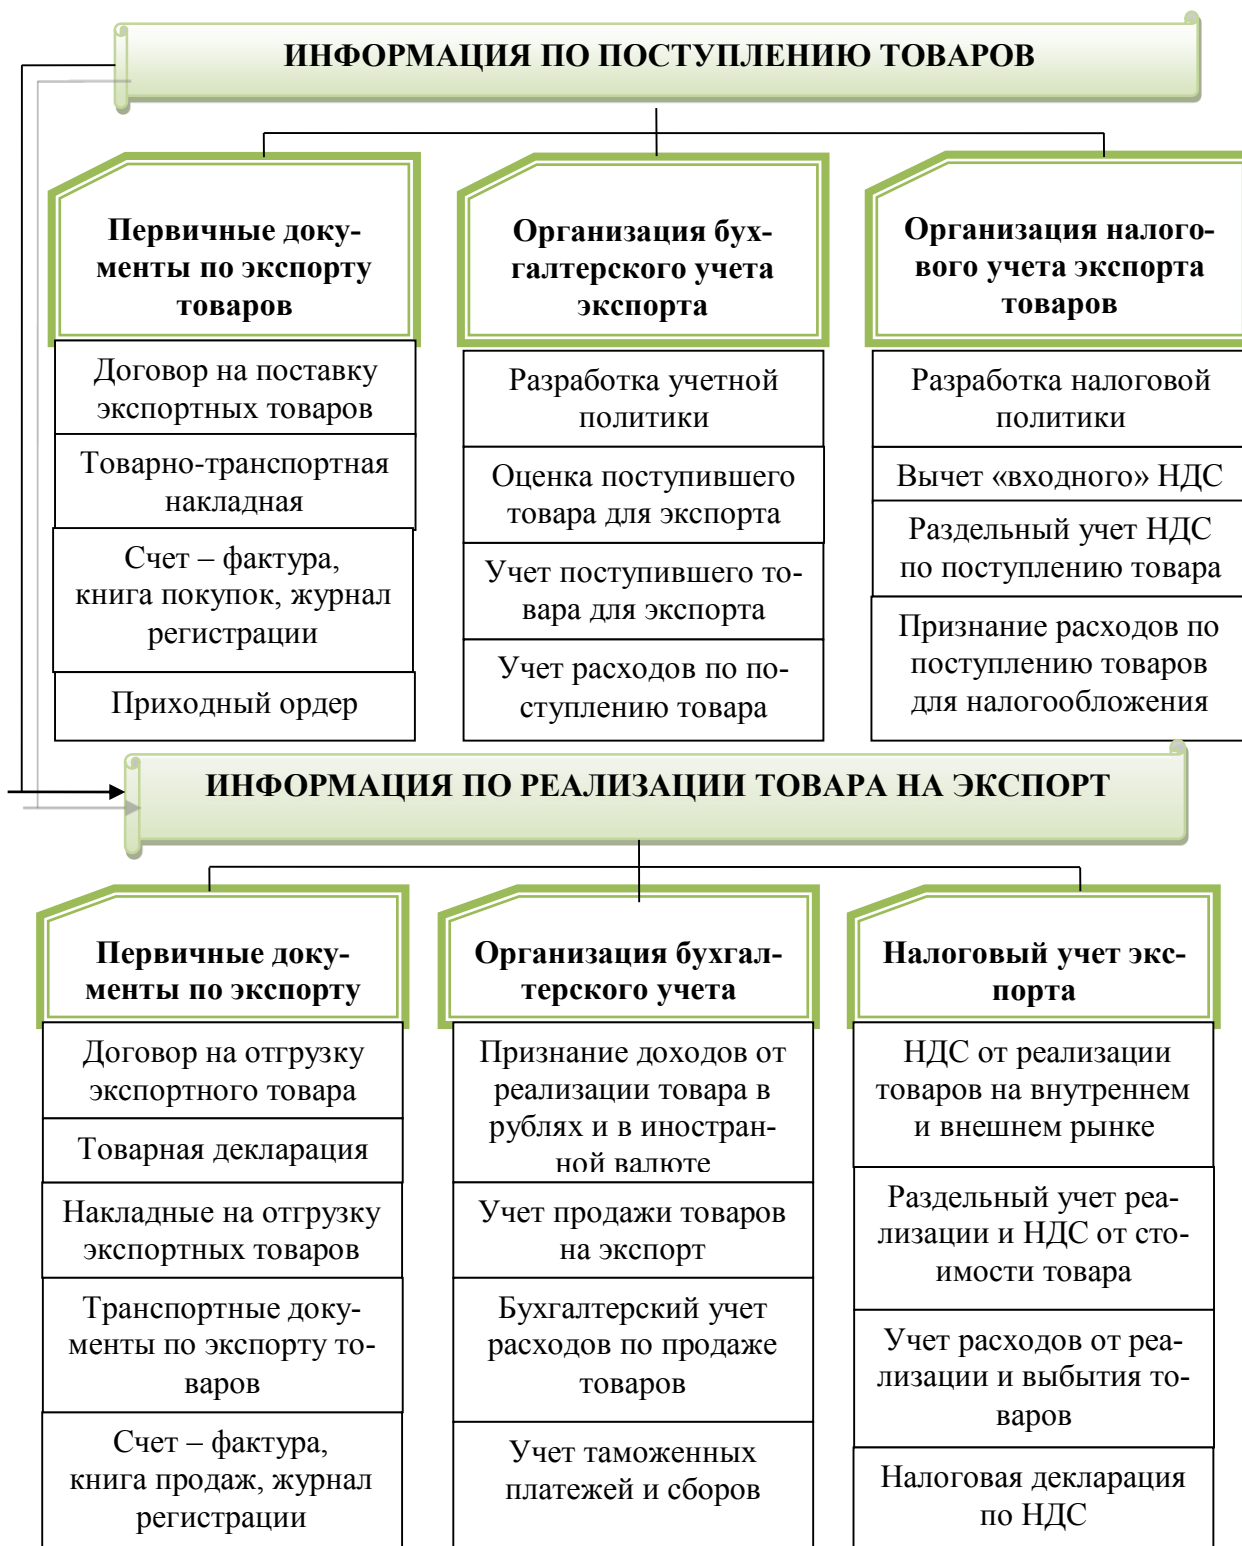 ИНФОРМАЦИЯ ПО ПОСТУПЛЕНИЮ ТОВАРОВ
Первичные доку-
менты по экспорту
товаров
Договор на поставку
экспортных товаров
Товарно-транспортная
накладная
Счет – фактура,
книга покупок, журнал
регистрации
Приходный ордер
Организация бух-
галтерского учета
экспорта
Разработка учетной
политики
Оценка поступившего
товара для экспорта
Учет поступившего то-
вара для экспорта
Учет расходов по по-
ступлению товара
Организация налого-
вого учета экспорта
товаров
Разработка налоговой
политики
Вычет «входного» НДС
Раздельный учет НДС
по поступлению товара
Признание расходов по
поступлению товаров
для налогообложения
ИНФОРМАЦИЯ ПО РЕАЛИЗАЦИИ ТОВАРА НА ЭКСПОРТ
Первичные доку-
менты по экспорту
Договор на отгрузку
экспортного товара
Товарная декларация
Накладные на отгрузку
экспортных товаров
Транспортные доку-
менты по экспорту то-
варов
Счет – фактура,
книга продаж, журнал
регистрации
Организация бухгал-
терского учета
Признание доходов от
реализации товара в
рублях и в иностран-
ной валюте
Учет продажи товаров
на экспорт
Бухгалтерский учет
расходов по продаже
товаров
Учет таможенных
платежей и сборов
Налоговый учет экс-
порта
НДС от реализации
товаров на внутреннем
и внешнем рынке
Раздельный учет реа-
лизации и НДС от сто-
имости товара
Учет расходов от реа-
лизации и выбытия то-
варов
Налоговая декларация
по НДС